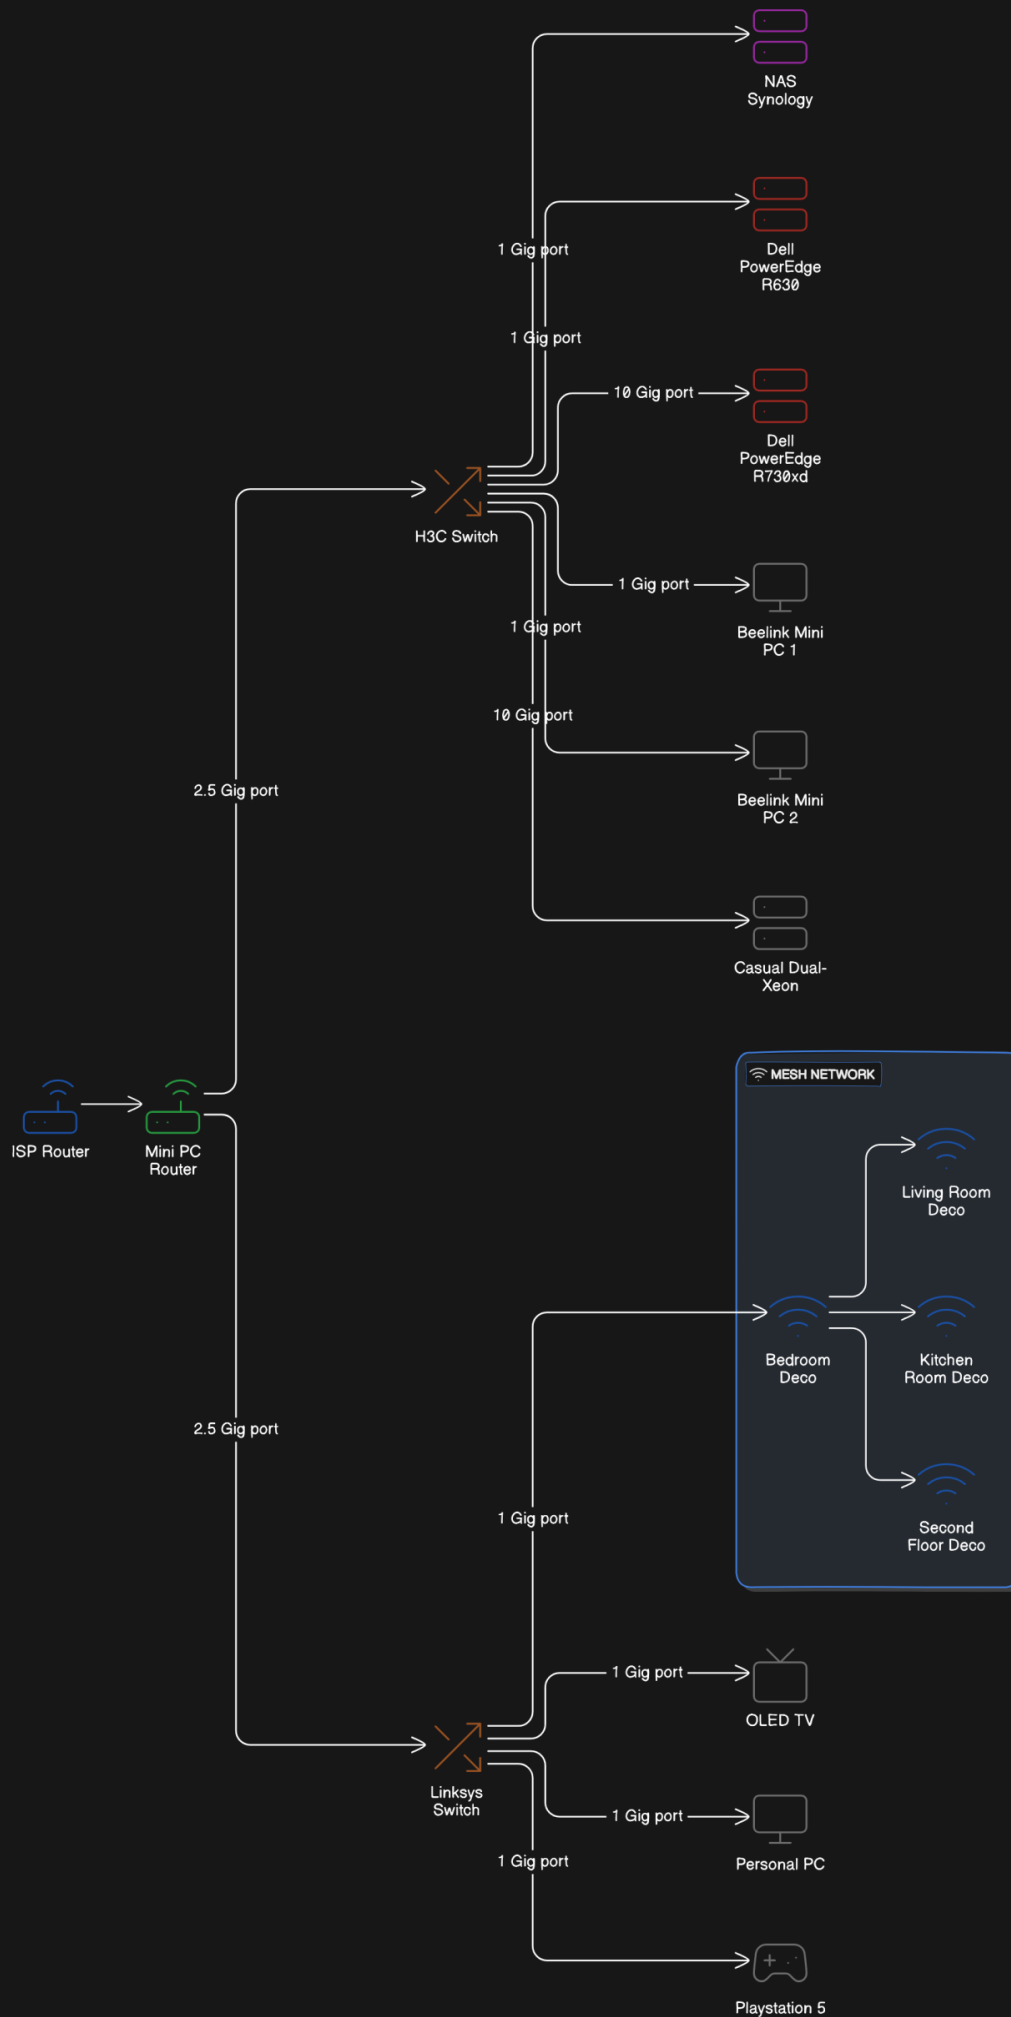 NAS
Synology
1 Gig port
Dell
PowerEdge
R630
1 Gig port
10 Gig port
Dell
PowerEdge
R730xd
H3C Switch
1 Gig port
Beelink Mini
PC 1
1 Gig port
10 Gig port
Beelink Mini
PC 2
2.5 Gig port
Casual Dual-
Xeon
ISP Router
Mini PC
Router
MESH NETWORK
Living Room
Deco
Bedroom
Deco
Kitchen
Room Deco
2.5 Gig port
1 Gig port
Second
Floor Deco
1 Gig port
OLED TV
Linksys
Switch
1 Gig port
Personal PC
1 Gig port
Playstation 5